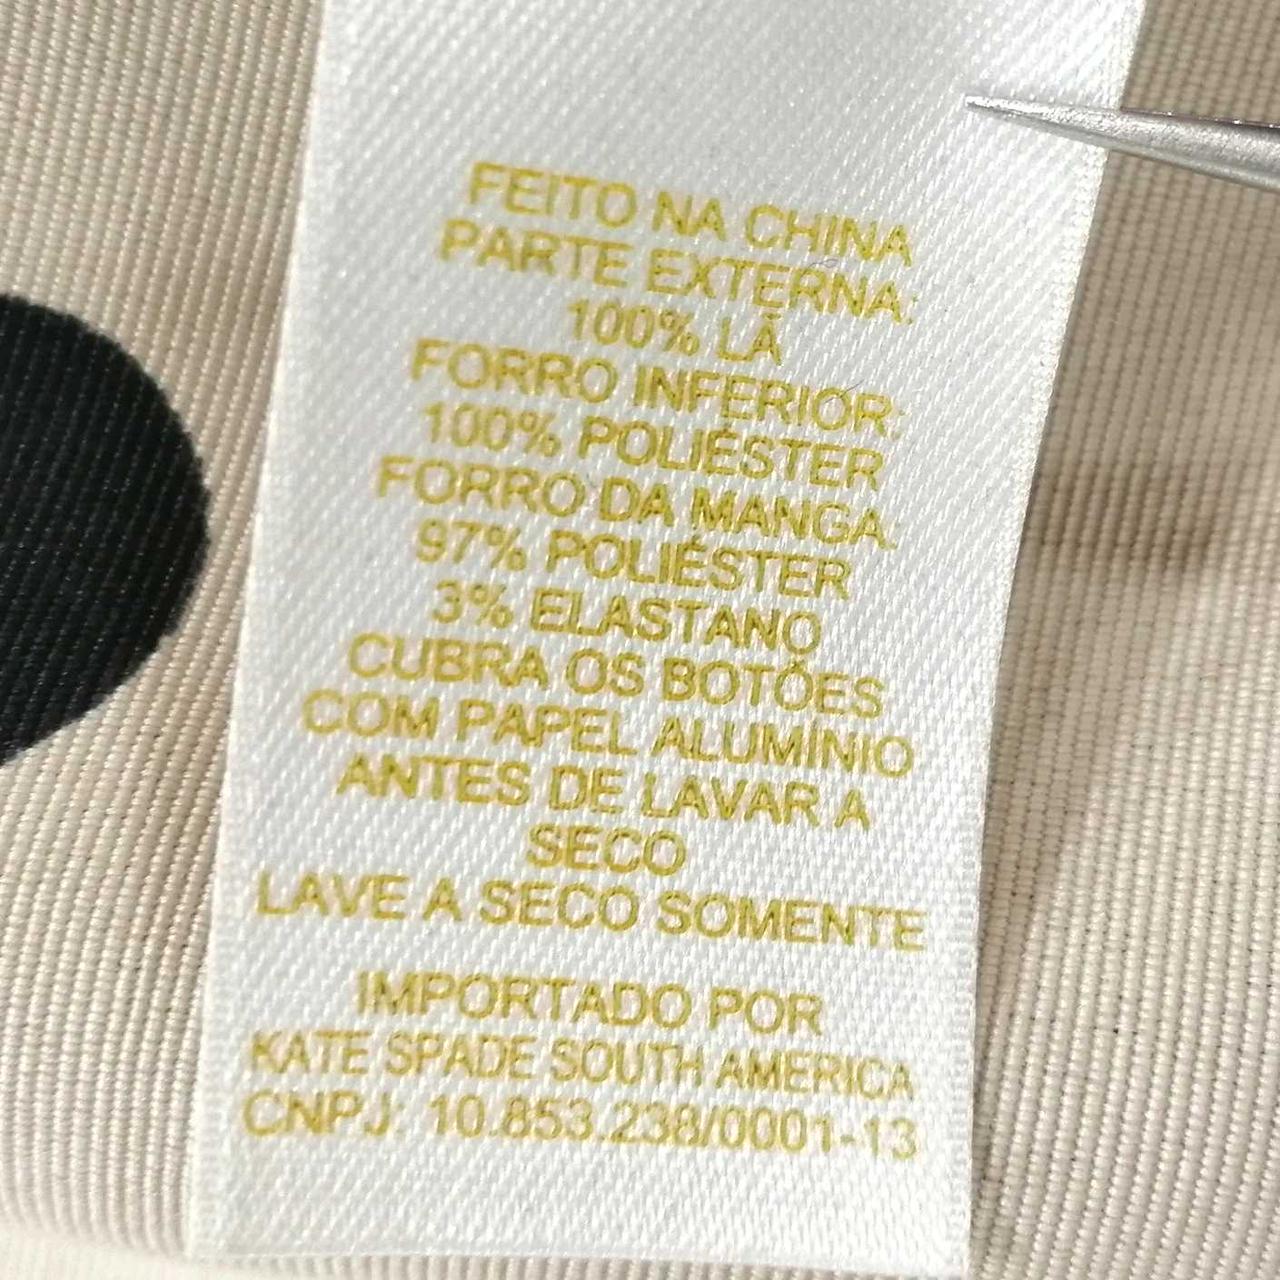 FEITO NA CHINA
PARTE EXTERNA:
100% LÃ
FORRO INFERIOR:
100% POLIÉSTER
FORRO DA MANGA:
97% POLIÉSTER
3% ELASTANO
CUBRA OS BOTÕES
COM PAPEL ALUMÍNIO
ANTES DE LAVAR A
SECO
LAVE A SECO SOMENTE
IMPORTADO POR
KATE SPADE SOUTH AMERICA
CNPJ: 10.853.238/0001-13